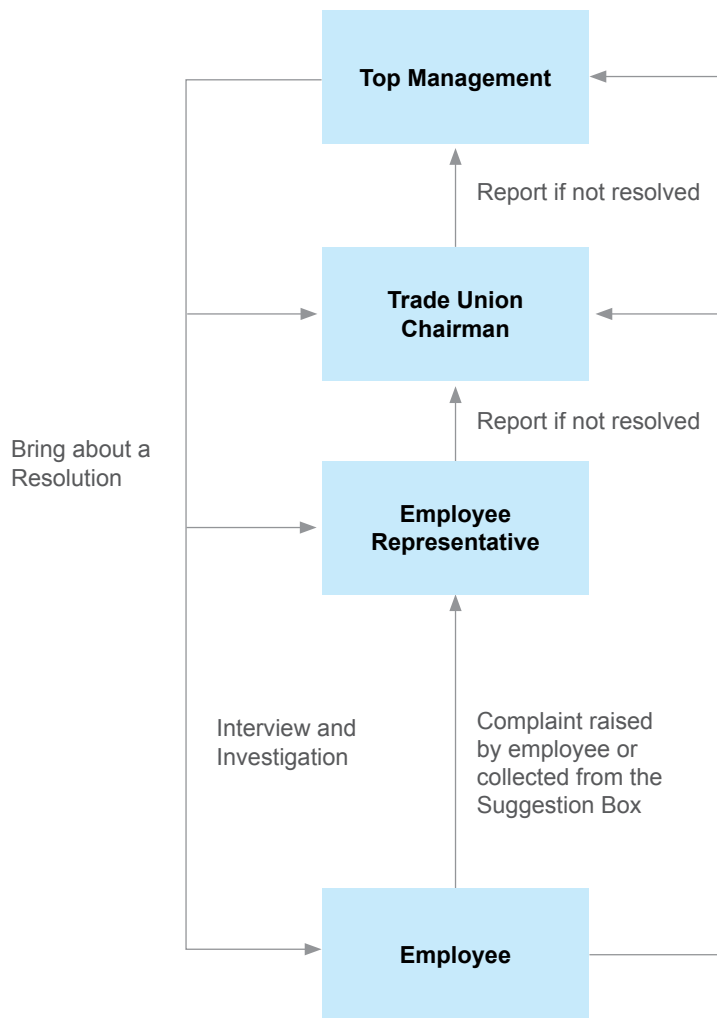 Top Management
Report if not resolved
Trade Union
Chairman
Report if not resolved
Bring about a
Resolution
Employee
Representative
Interview and
Investigation
Complaint raised
by employee or
collected from the
Suggestion Box
Employee